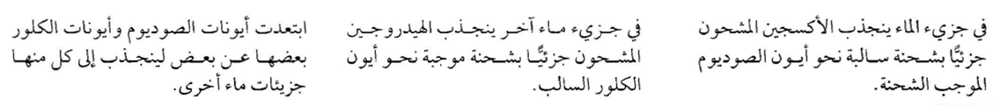 في جزيء الماء ينجذب الأكسجين المشحون
جزئيًّا بشحنة سالبة نحو أيون الصوديوم
الموجب الشحنة.
في جزيء ماء آخر ينجذب الهيدروجين
المشحون جزئيًّا بشحنة موجبة نحو أيون
الكلور السالب.
ابتعدت أيونات الصوديوم وأيونات الكلور
بعضها عن بعض لينجذب إلى كل منها
جزيئات ماء أخرى.